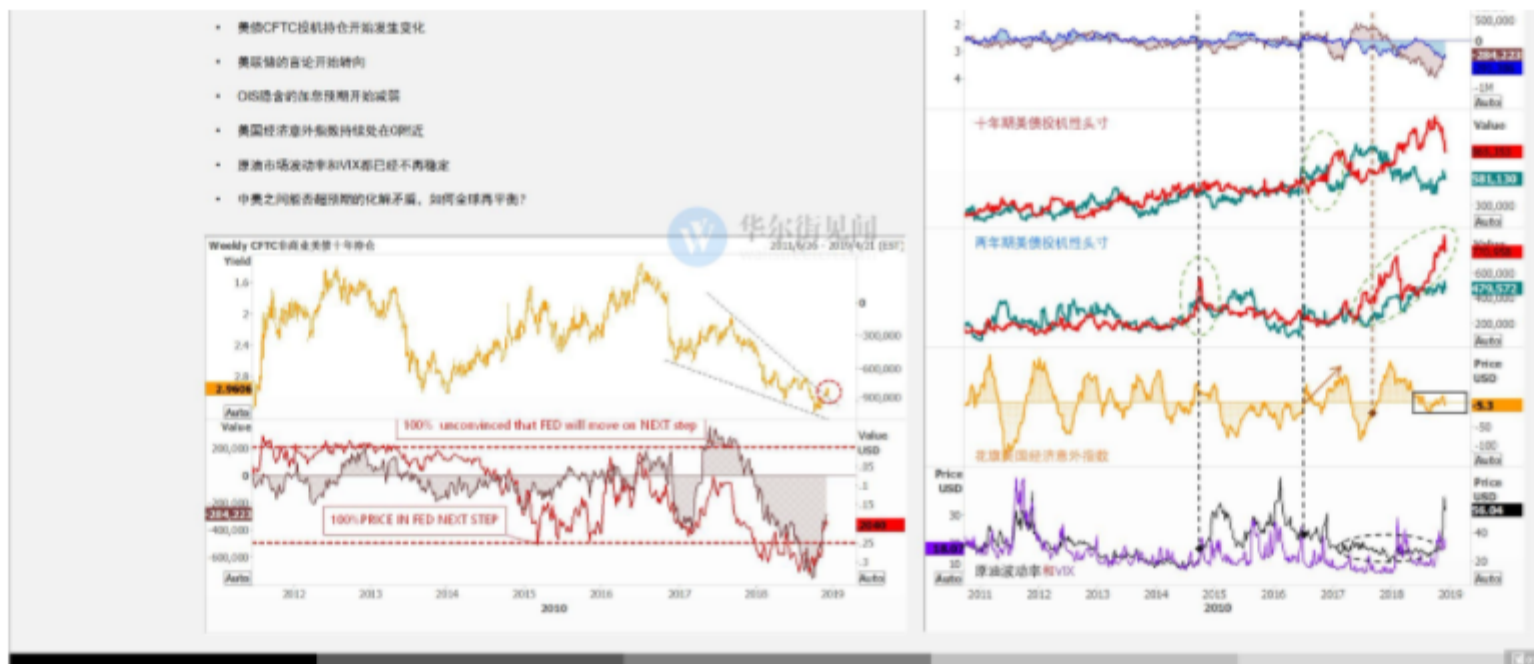 • 美债CFTC投机持仓开始发生变化
• 美联储的言论开始转向
• OIS隐含的加息预期开始减弱
• 美国经济意外指数持续处在0附近
• 原油市场波动率和VIX都已经不再稳定
• 中美之间能否超预期的化解矛盾，如何全球再平衡？
华尔街见闻
Weekly CFTC非商业美债十年持仓
Yield
1.6
2
2.4
2.8
2.9606
Auto
0
-300,000
-600,000
-900,000
Value
200,000
0
-200,000
-284,223
-400,000
-600,000
Auto
100% unconvinced that FED will move on NEXT step
100%PRICE IN FED NEXT STEP
Value
USD
.05
.1
.15
.25
.3
Auto
2012 2013 2014 2015 2016 2017 2018 2019
2010
2
3
4
500,000
0
-284,223
-1M
Auto
十年期美债投机性头寸
Value
581,130
300,000
Auto
两年期美债投机性头寸
Value
600,000
479,572
400,000
200,000
Auto
Price
USD
-5.3
-50
-100
Auto
花旗美国经济意外指数
Price
USD
30
10
Auto
原油波动率和VIX
Price
USD
56.04
40
20
Auto
2011 2012 2013 2014 2015 2016 2017 2018 2019
2010